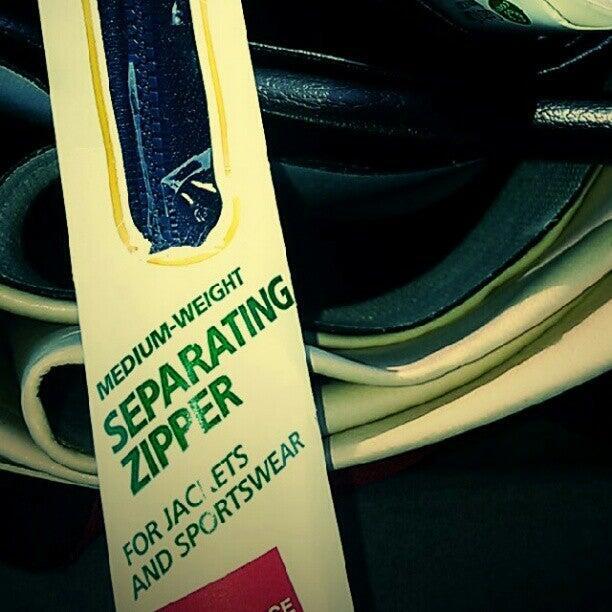 MEDIUM-WEIGHT
SEPARATING
ZIPPER
FOR JACKETS
AND SPORTSWEAR